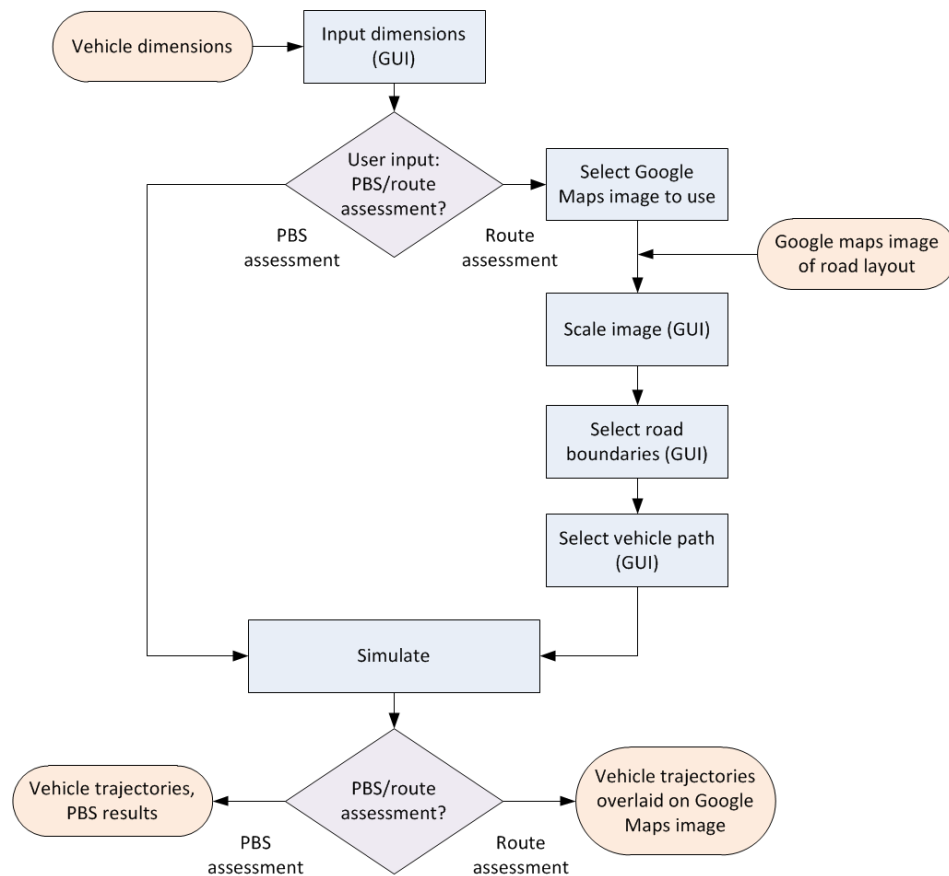 Vehicle dimensions
Input dimensions
(GUI)
User input:
PBS/route
assessment?
PBS
assessment
Route
assessment
Select Google
Maps image to use
Google maps image
of road layout
Scale image (GUI)
Select road
boundaries (GUI)
Select vehicle path
(GUI)
Simulate
PBS/route
assessment?
Vehicle trajectories,
PBS results
PBS
assessment
Route
assessment
Vehicle trajectories
overlaid on Google
Maps image